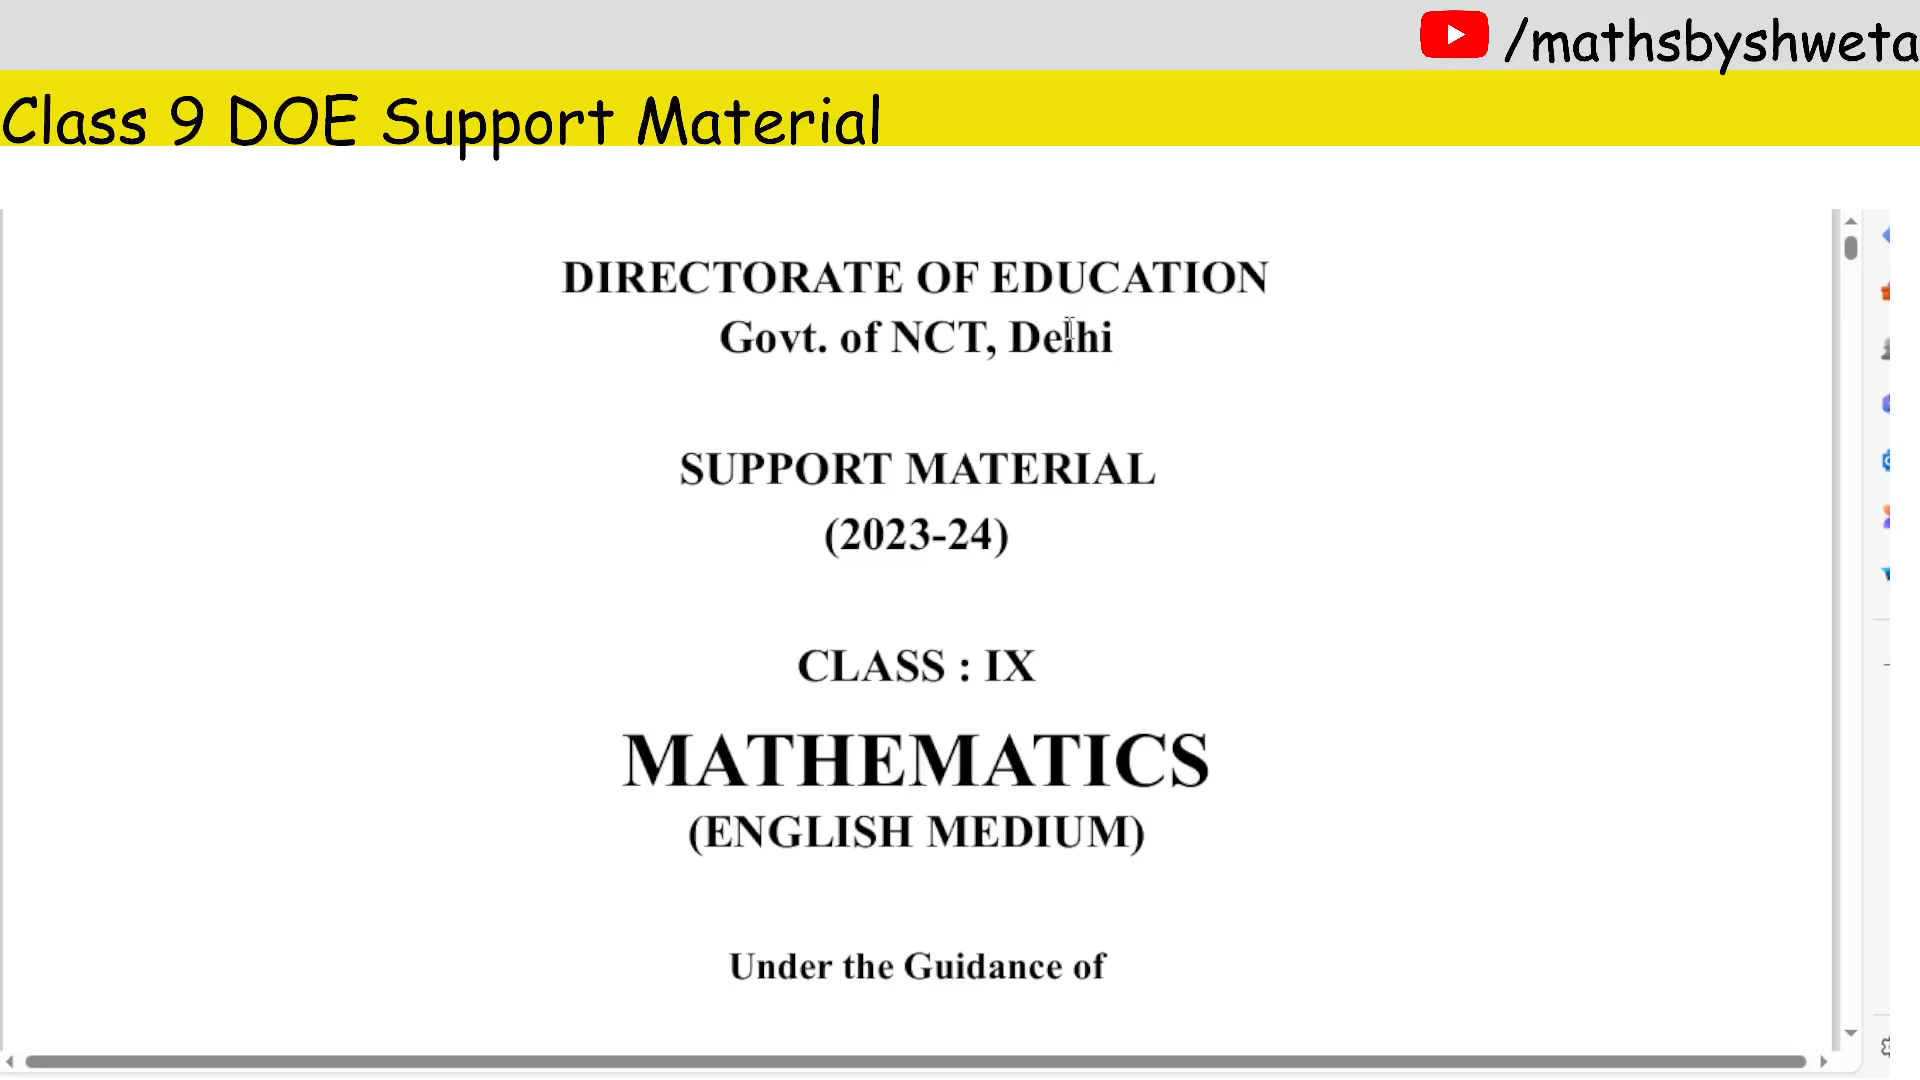 /mathsbyshweta
Class 9 DOE Support Material
DIRECTORATE OF EDUCATION
Govt. of NCT, Delhi
SUPPORT MATERIAL
(2023-24)
CLASS : IX
MATHEMATICS
(ENGLISH MEDIUM)
Under the Guidance of